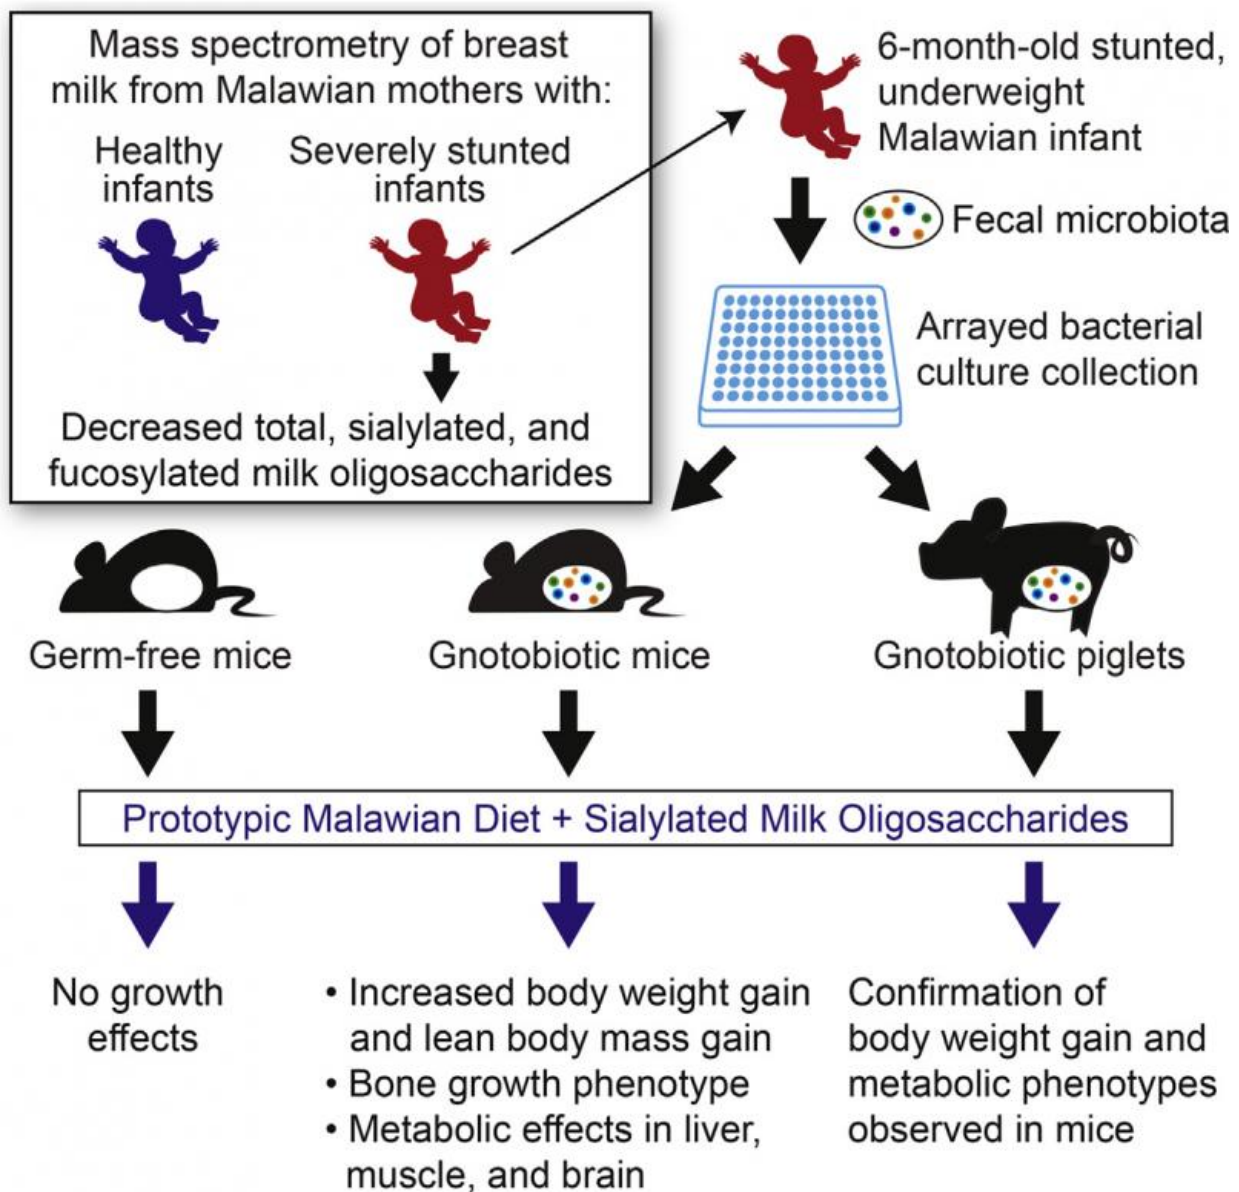 Mass spectrometry of breast
milk from Malawian mothers with:
Healthy
infants
Severely stunted
infants
Decreased total, sialylated, and
fucosylated milk oligosaccharides
6-month-old stunted,
underweight
Malawian infant
Fecal microbiota
Arrayed bacterial
culture collection
Germ-free mice
Gnotobiotic mice
Gnotobiotic piglets
Prototypic Malawian Diet + Sialylated Milk Oligosaccharides
No growth
effects
• Increased body weight gain
and lean body mass gain
• Bone growth phenotype
• Metabolic effects in liver,
muscle, and brain
Confirmation of
body weight gain and
metabolic phenotypes
observed in mice